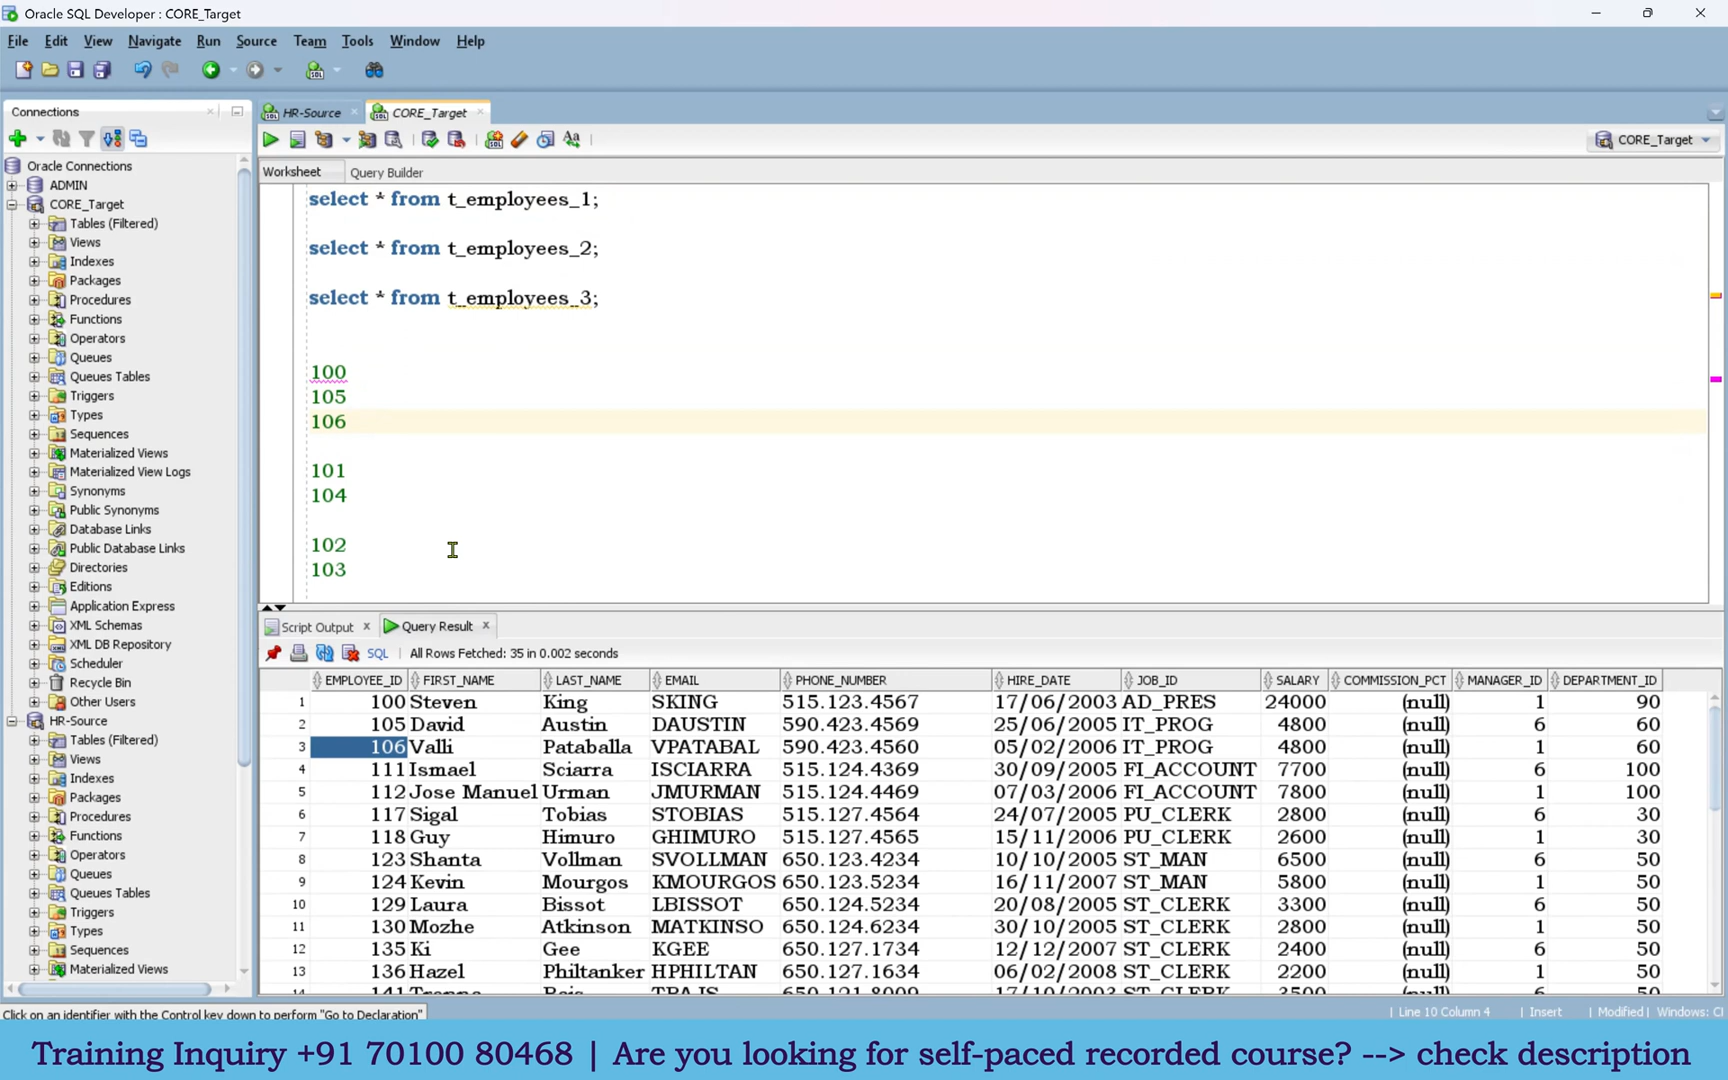 Oracle SQL Developer : CORE_Target
File Edit View Navigate Run Source Team Tools Window Help
Connections
HR-Source
CORE_Target
CORE_Target
Worksheet Query Builder
Oracle Connections
ADMIN
CORE_Target
Tables (Filtered)
Views
Indexes
Packages
Procedures
Functions
Operators
Queues
Queues Tables
Triggers
Types
Sequences
Materialized Views
Materialized View Logs
Synonyms
Public Synonyms
Database Links
Public Database Links
Directories
Editions
Application Express
XML Schemas
XML DB Repository
Scheduler
Recycle Bin
Other Users
HR-Source
Tables (Filtered)
Views
Indexes
Packages
Procedures
Functions
Operators
Queues
Queues Tables
Triggers
Types
Sequences
Materialized Views
select * from t_employees_1;
select * from t_employees_2;
select * from t_employees_3;
100
105
106
101
104
102
103
Script Output Query Result
SQL All Rows Fetched: 35 in 0.002 seconds
EMPLOYEE_ID FIRST_NAME LAST_NAME EMAIL PHONE_NUMBER HIRE_DATE JOB_ID SALARY COMMISSION_PCT MANAGER_ID DEPARTMENT_ID
1 100 Steven King SKING 515.123.4567 17/06/2003 AD_PRES 24000 (null) 1 90
2 105 David Austin DAUSTIN 590.423.4560 25/06/2005 IT_PROG 4800 (null) 6 60
3 106 Valli Pataballa VPATABAL 590.423.4560 05/02/2006 IT_PROG 4800 (null) 1 60
4 111 Ismael Sciarra ISCIARRA 515.124.4369 30/09/2005 FI_ACCOUNT 7700 (null) 6 100
5 112 Jose Manuel Urman JMURMAN 515.124.4469 07/03/2006 FI_ACCOUNT 7800 (null) 1 100
6 117 Sigal Tobias STOBIAS 515.127.4564 24/07/2005 PU_CLERK 2800 (null) 6 30
7 118 Guy Himuro GHIMURO 515.127.4565 15/11/2006 PU_CLERK 2600 (null) 1 30
8 123 Shanta Vollman SVOLLMAN 650.123.4234 10/10/2005 ST_MAN 6500 (null) 6 50
9 124 Kevin Mourgos KMOURGOS 650.123.5234 16/11/2007 ST_MAN 5800 (null) 1 50
10 129 Laura Bissot LBISSOT 650.124.5234 20/08/2005 ST_CLERK 3300 (null) 6 50
11 130 Mozhe Atkinson MATKINSO 650.124.6234 30/10/2005 ST_CLERK 2800 (null) 1 50
12 135 Ki Gee KGEE 650.127.1734 12/12/2007 ST_CLERK 2400 (null) 6 50
13 136 Hazel Philtanker HPHILTAN 650.127.1634 06/02/2008 ST_CLERK 2200 (null) 1 50
Click on an identifier with the Control key down to perform "Go to Declaration"
Line 10 Column 4 Insert Modified Windows: C
Training Inquiry +91 70100 80468 | Are you looking for self-paced recorded course? --> check description